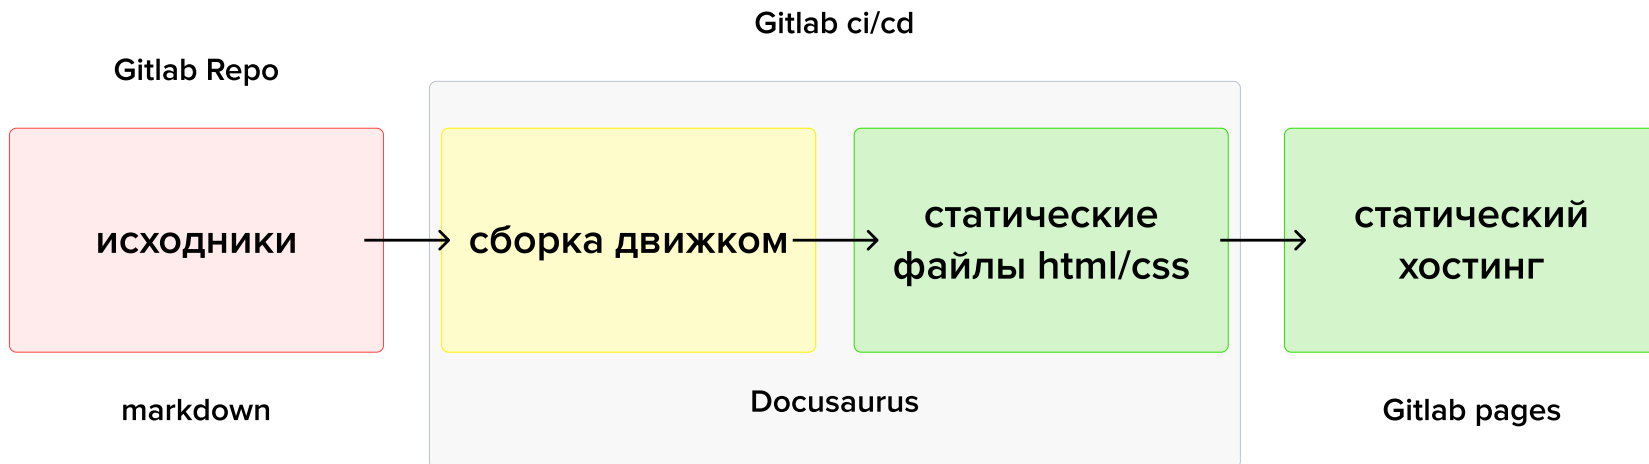 Gitlab ci/cd
Gitlab Repo
исходники
сборка движком
статические
файлы html/css
статический
хостинг
markdown
Docusaurus
Gitlab pages